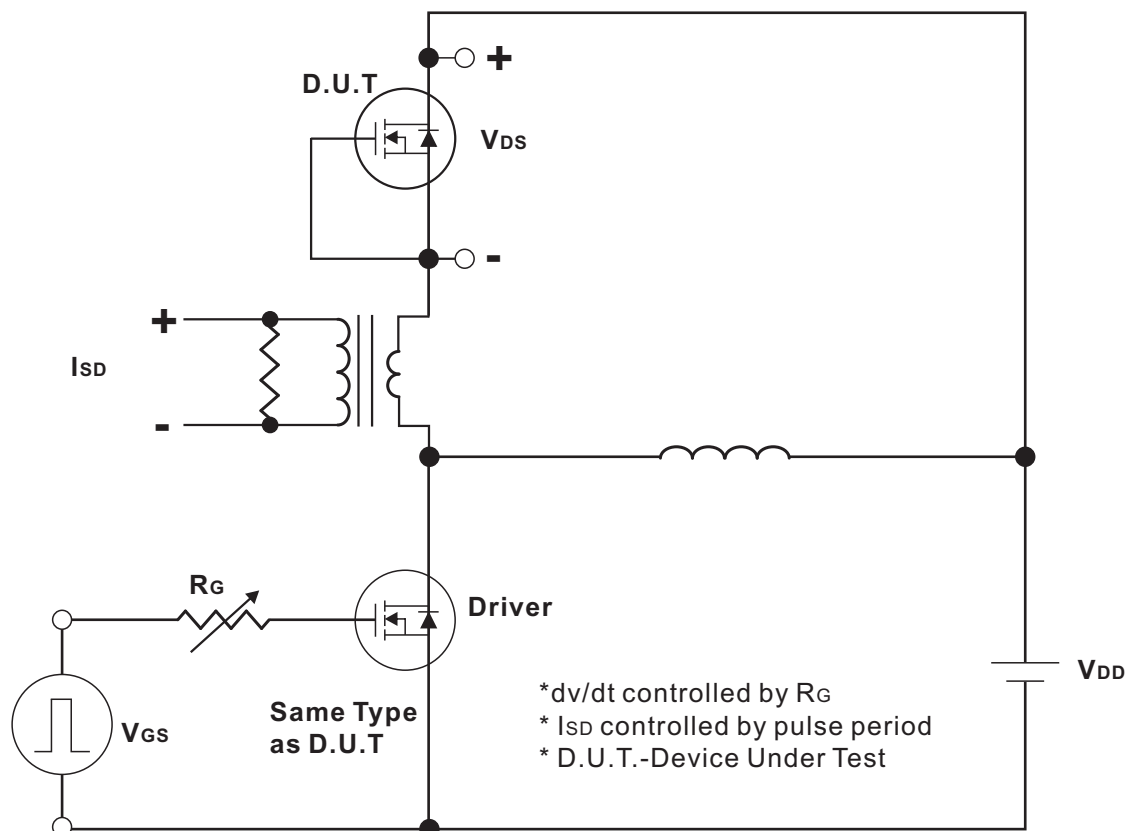 +
D.U.T
VDS
-
+
ISD
-
RG
Driver
VDD
VGS
Same Type
as D.U.T
*dv/dt controlled by RG
* ISD controlled by pulse period
* D.U.T.-Device Under Test